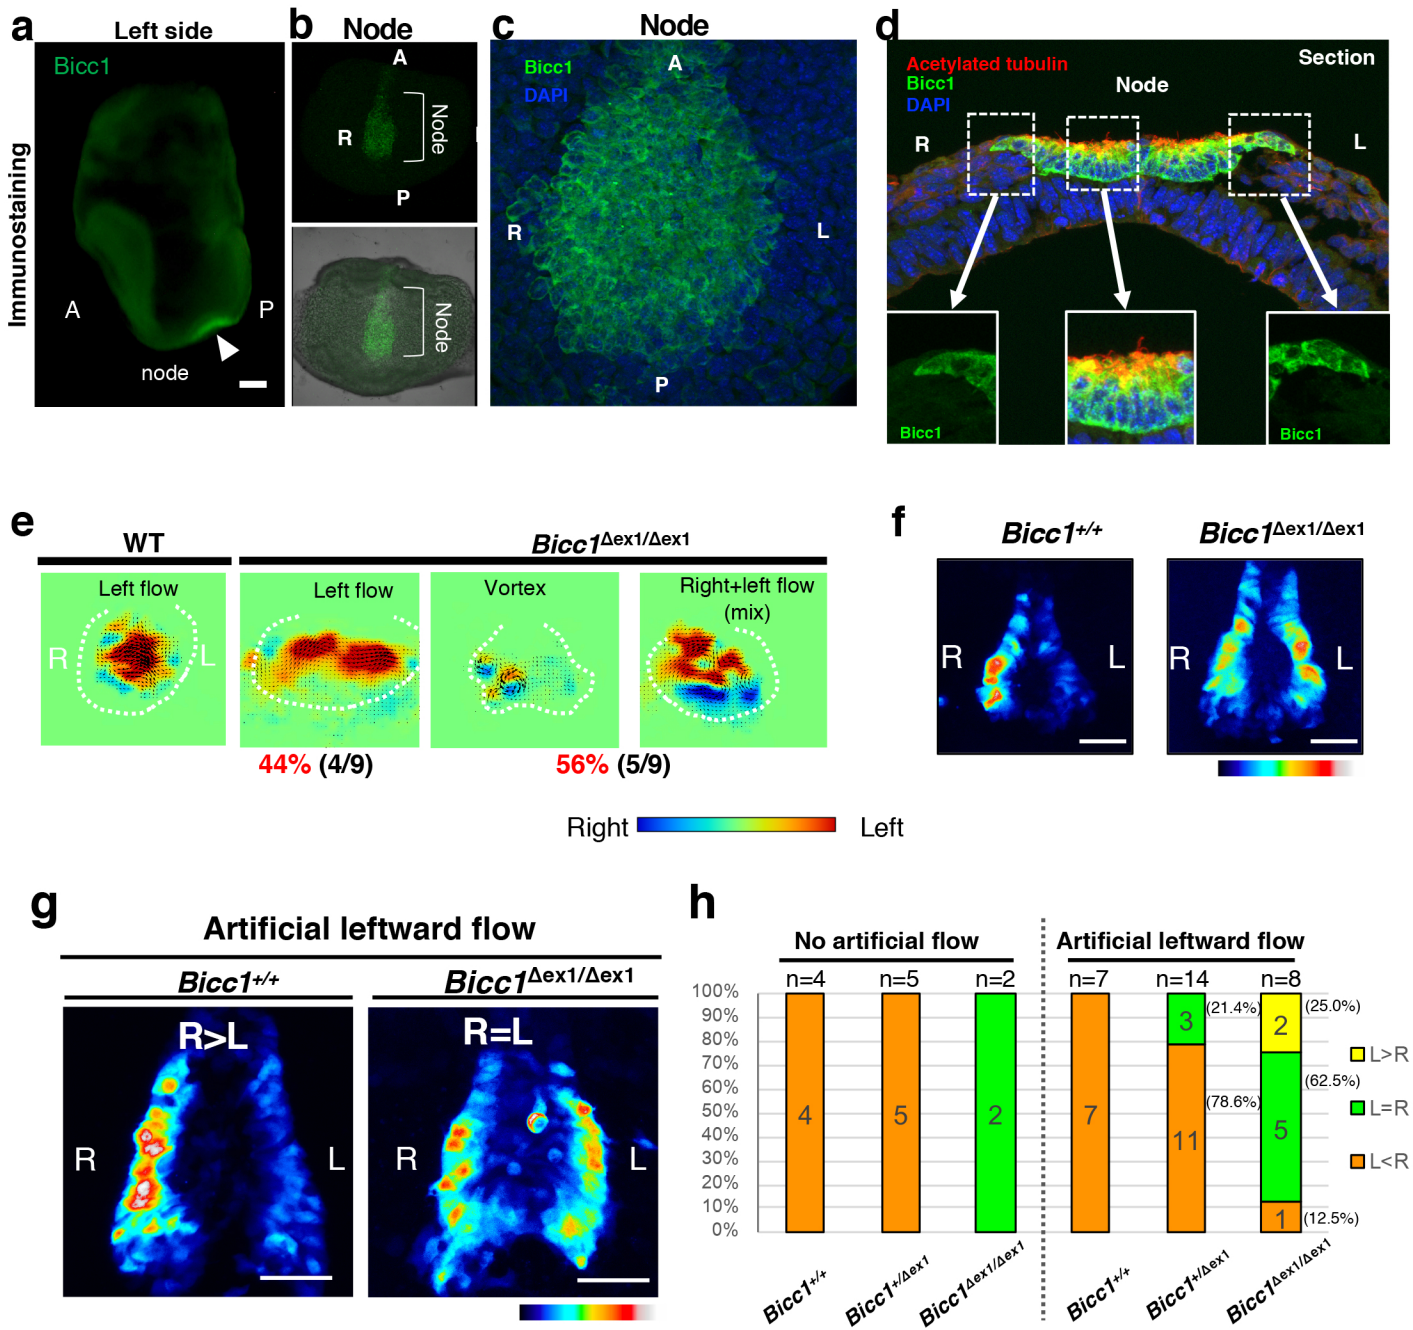 a
Left side
Immunostaining
Bicc1
A
P
node
b
Node
A
R
Node
P
Node
c
Node
Bicc1
DAPI
A
R
L
P
d
Acetylated tubulin
Bicc1
DAPI
Section
Node
R
L
Bicc1
Bicc1
e
WT
Bicc1Δex1/Δex1
Left flow
R
L
Left flow
Vortex
Right+left flow
(mix)
44% (4/9)
56% (5/9)
Right
Left
f
Bicc1+/+
Bicc1Δex1/Δex1
R
L
R
L
g
Artificial leftward flow
Bicc1+/+
Bicc1Δex1/Δex1
R>L
R=L
R
L
R
L
h
No artificial flow
Artificial leftward flow
n=4
n=5
n=2
n=7
n=14
n=8
100%
90%
80%
70%
60%
50%
40%
30%
20%
10%
0%
4
5
2
7
3
(21.4%)
(78.6%)
11
2
(25.0%)
(62.5%)
5
1
(12.5%)
L>R
L=R
L<R
Bicc1+/+
Bicc1+/Δex1
Bicc1Δex1/Δex1
Bicc1+/+
Bicc1+/Δex1
Bicc1Δex1/Δex1